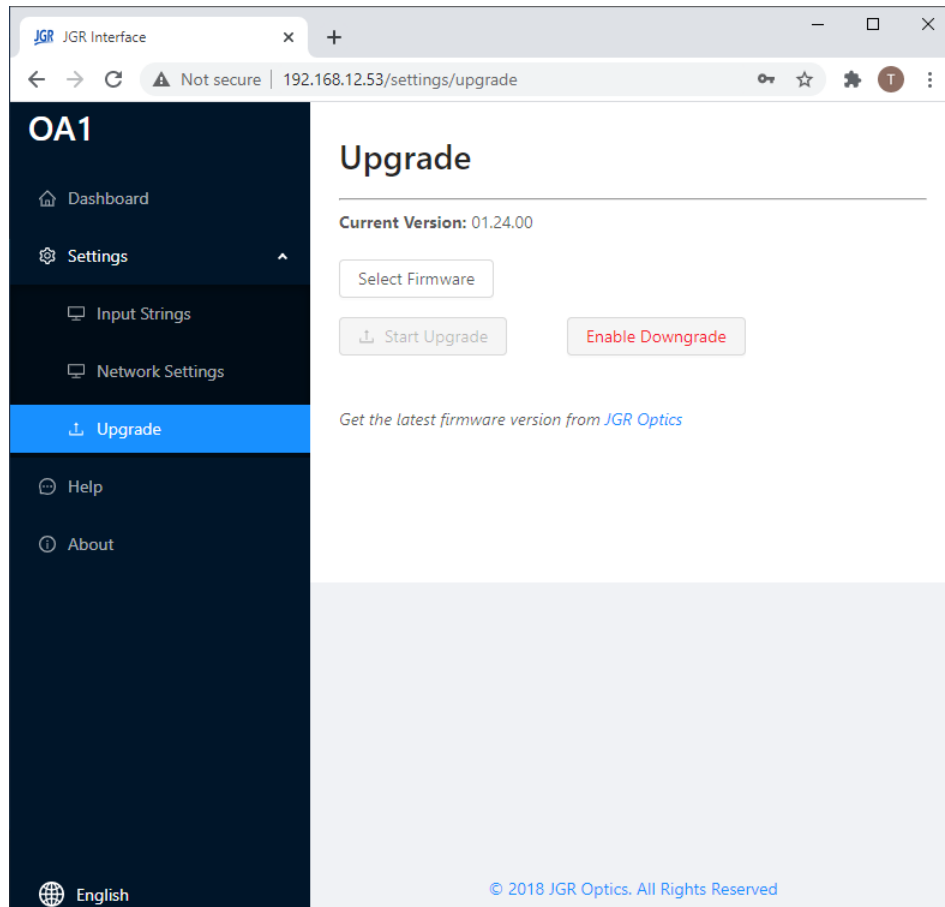 JGR JGR Interface
Not secure | 192.168.12.53/settings/upgrade T
OA1
Dashboard
Settings
Input Strings
Network Settings
Upgrade
Help
About
English
Upgrade
Current Version: 01.24.00
Select Firmware
Start Upgrade Enable Downgrade
Get the latest firmware version from JGR Optics
© 2018 JGR Optics. All Rights Reserved